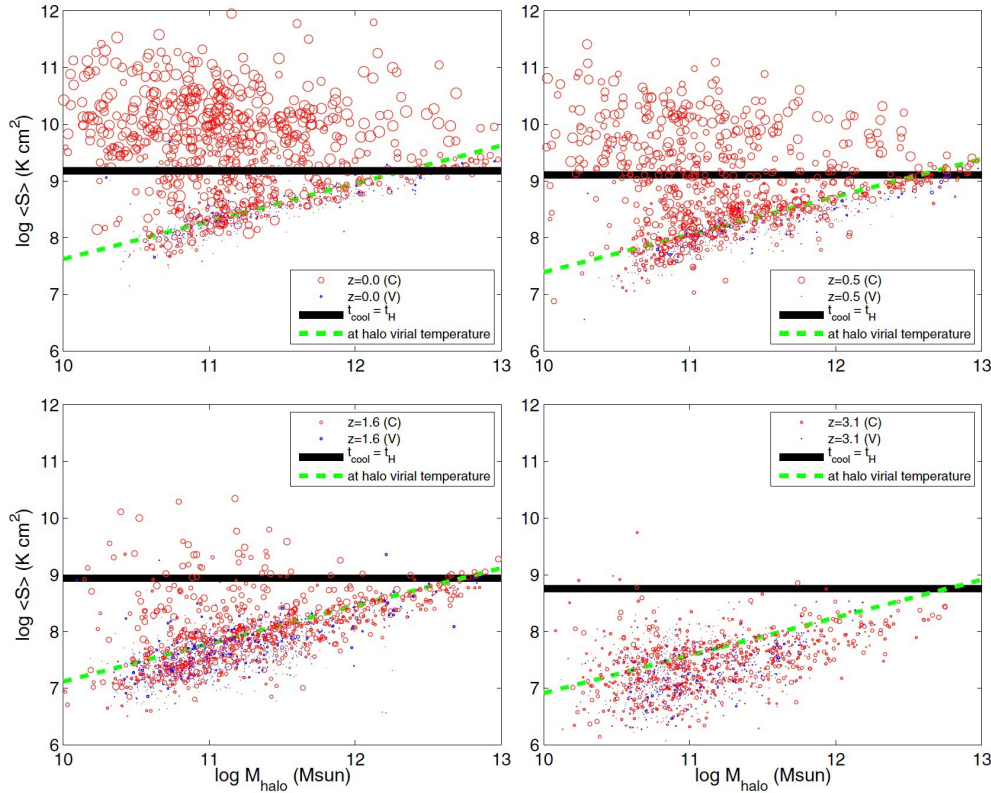 12
11
10
9
8
7
6
log <S> (K cm²)
z=0.0 (C)
z=0.0 (V)
t_cool = t_H
at halo virial temperature
10 11 12 13
12
11
10
9
8
7
6
z=0.5 (C)
z=0.5 (V)
t_cool = t_H
at halo virial temperature
10 11 12 13
12
11
10
9
8
7
6
log <S> (K cm²)
z=1.6 (C)
z=1.6 (V)
t_cool = t_H
at halo virial temperature
10 11 12 13
log M_halo (Msun)
12
11
10
9
8
7
6
z=3.1 (C)
z=3.1 (V)
t_cool = t_H
at halo virial temperature
10 11 12 13
log M_halo (Msun)